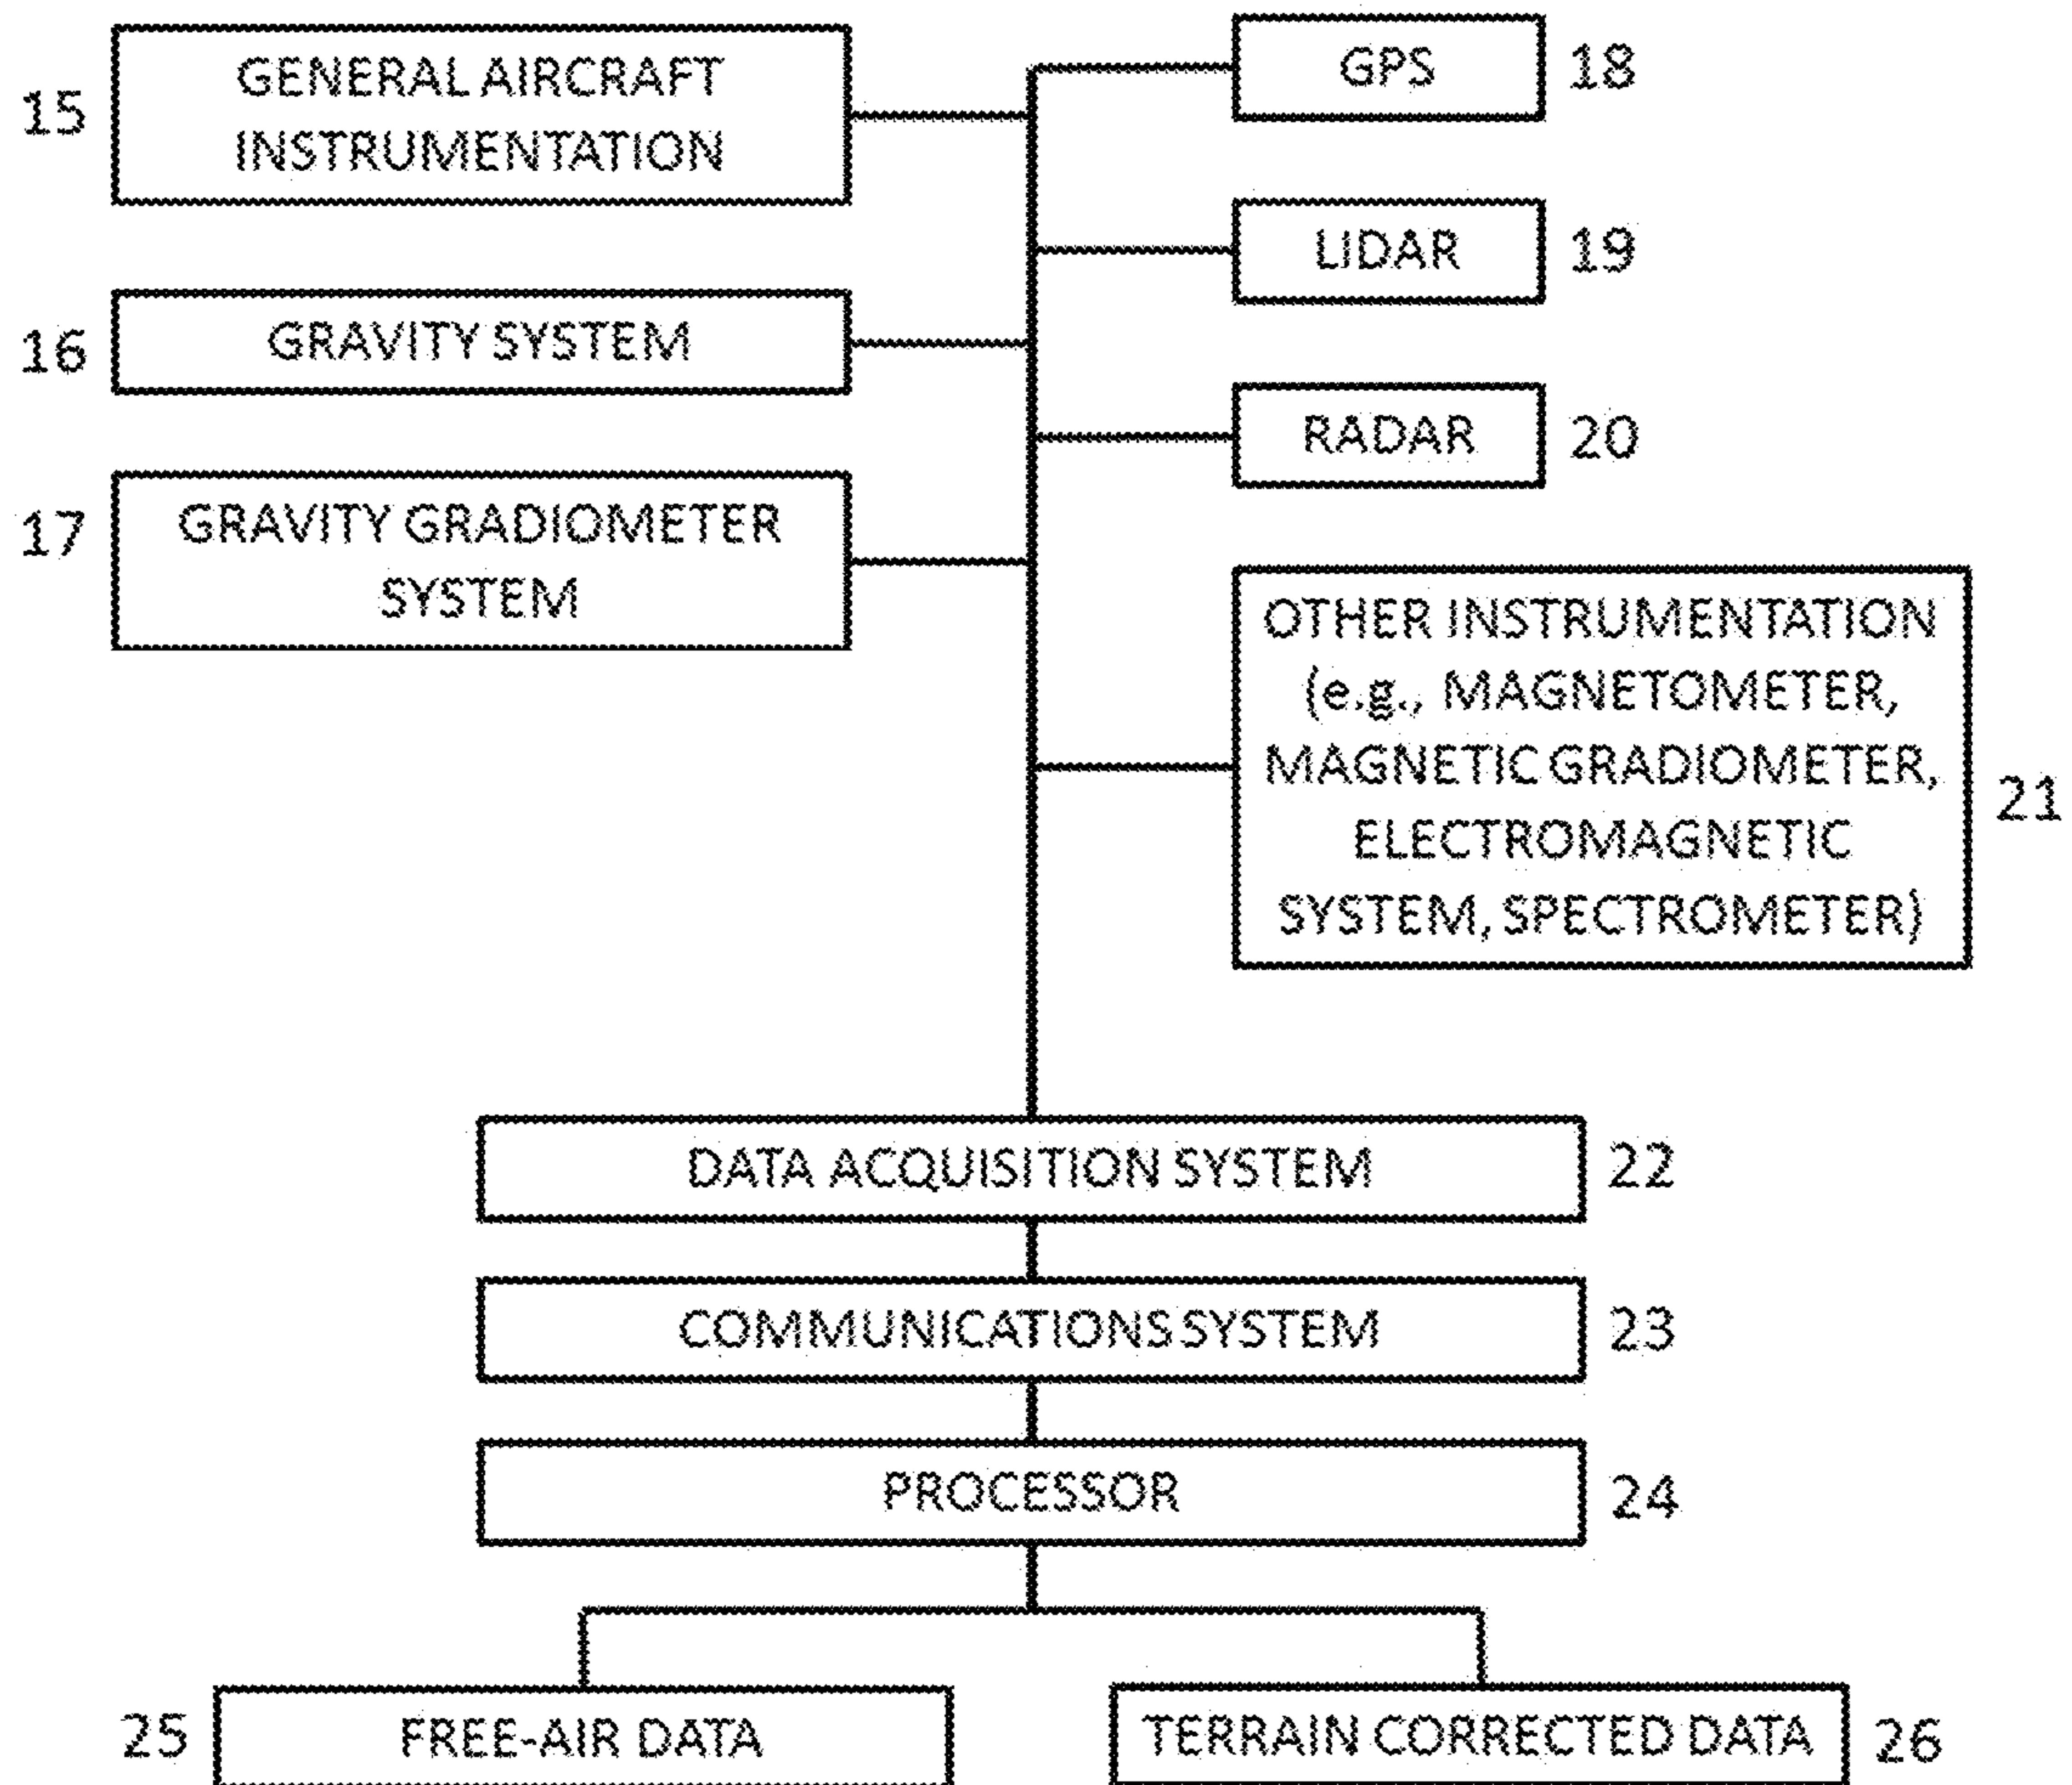 15
GENERAL AIRCRAFT
INSTRUMENTATION
16
GRAVITY SYSTEM
17
GRAVITY GRADIOMETER
SYSTEM
GPS
18
LIDAR
19
RADAR
20
OTHER INSTRUMENTATION
(e.g., MAGNETOMETER,
MAGNETIC GRADIOMETER,
ELECTROMAGNETIC
SYSTEM, SPECTROMETER)
21
DATA ACQUISITION SYSTEM
22
COMMUNICATIONS SYSTEM
23
PROCESSOR
24
25
FREE-AIR DATA
TERRAIN CORRECTED DATA
26